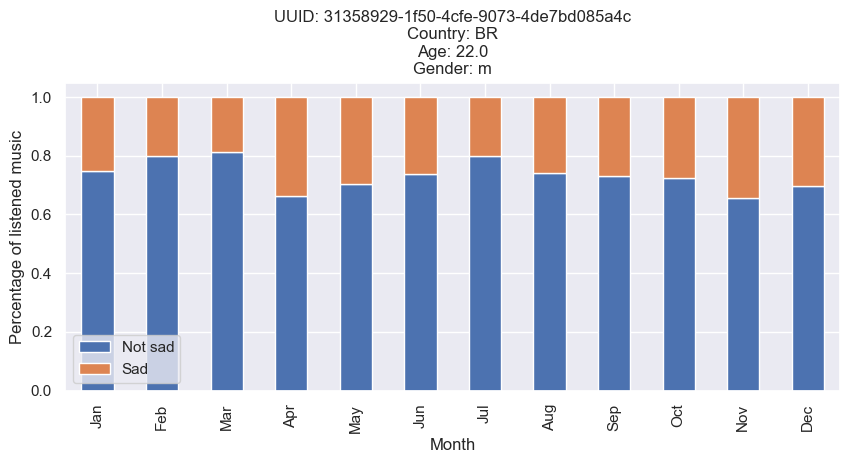 UUID: 31358929-1f50-4cfe-9073-4de7bd085a4c
Country: BR
Age: 22.0
Gender: m
Percentage of listened music
1.0
0.8
0.6
0.4
0.2
0.0
Not sad
Sad
Jan
Feb
Mar
Apr
May
Jun
Jul
Aug
Sep
Oct
Nov
Dec
Month